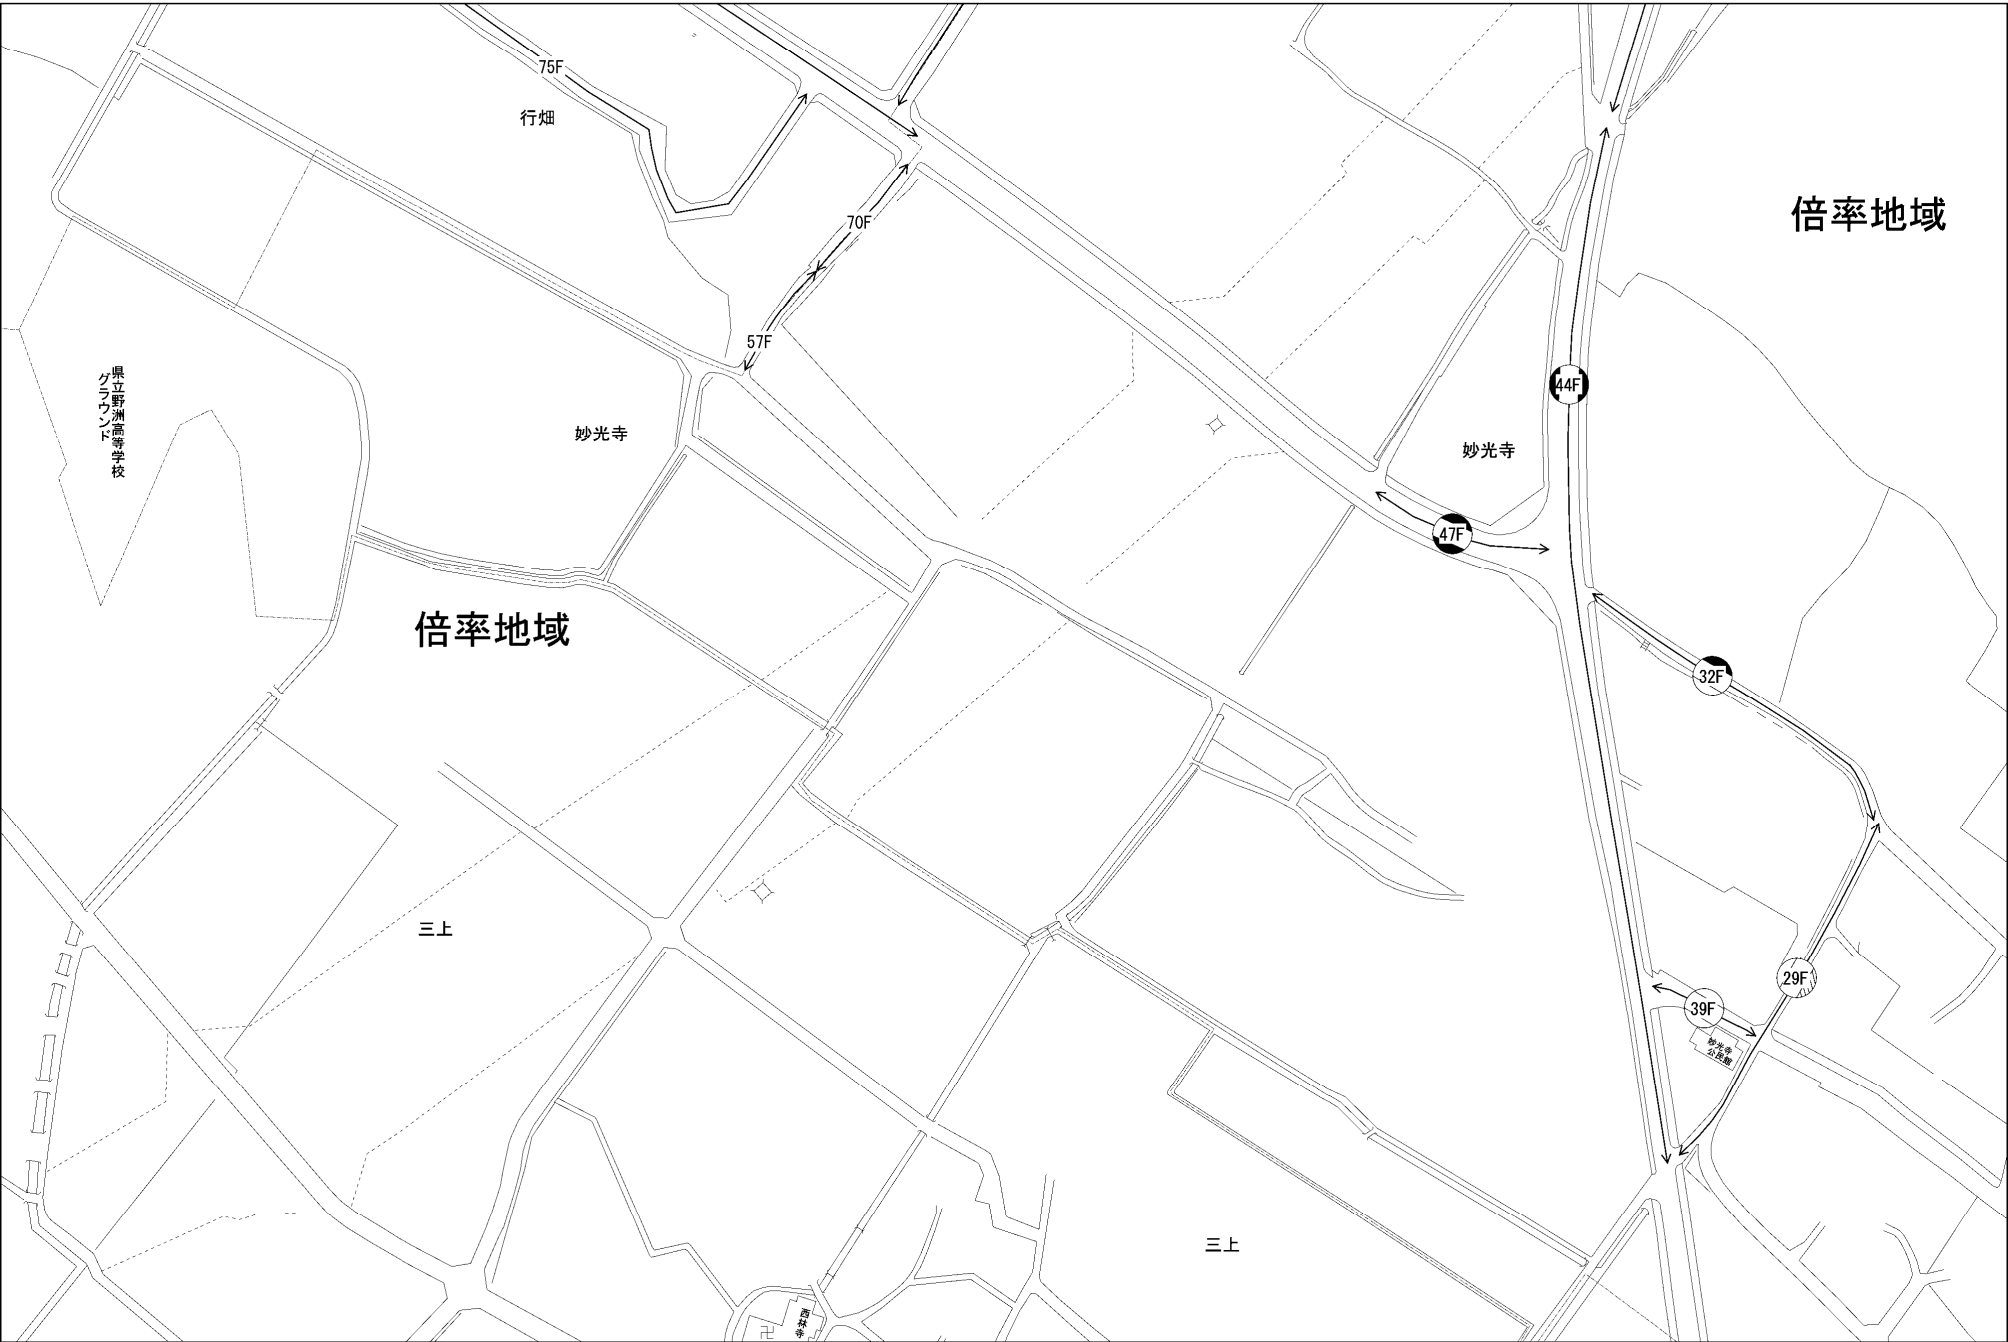 75F
行畑
倍率地域
70F
57F
県立野洲高等学校
グラウンド
44F
妙光寺
妙光寺
47F
倍率地域
32F
三上
29F
39F
妙光寺
公民館
三上
西林寺
卍